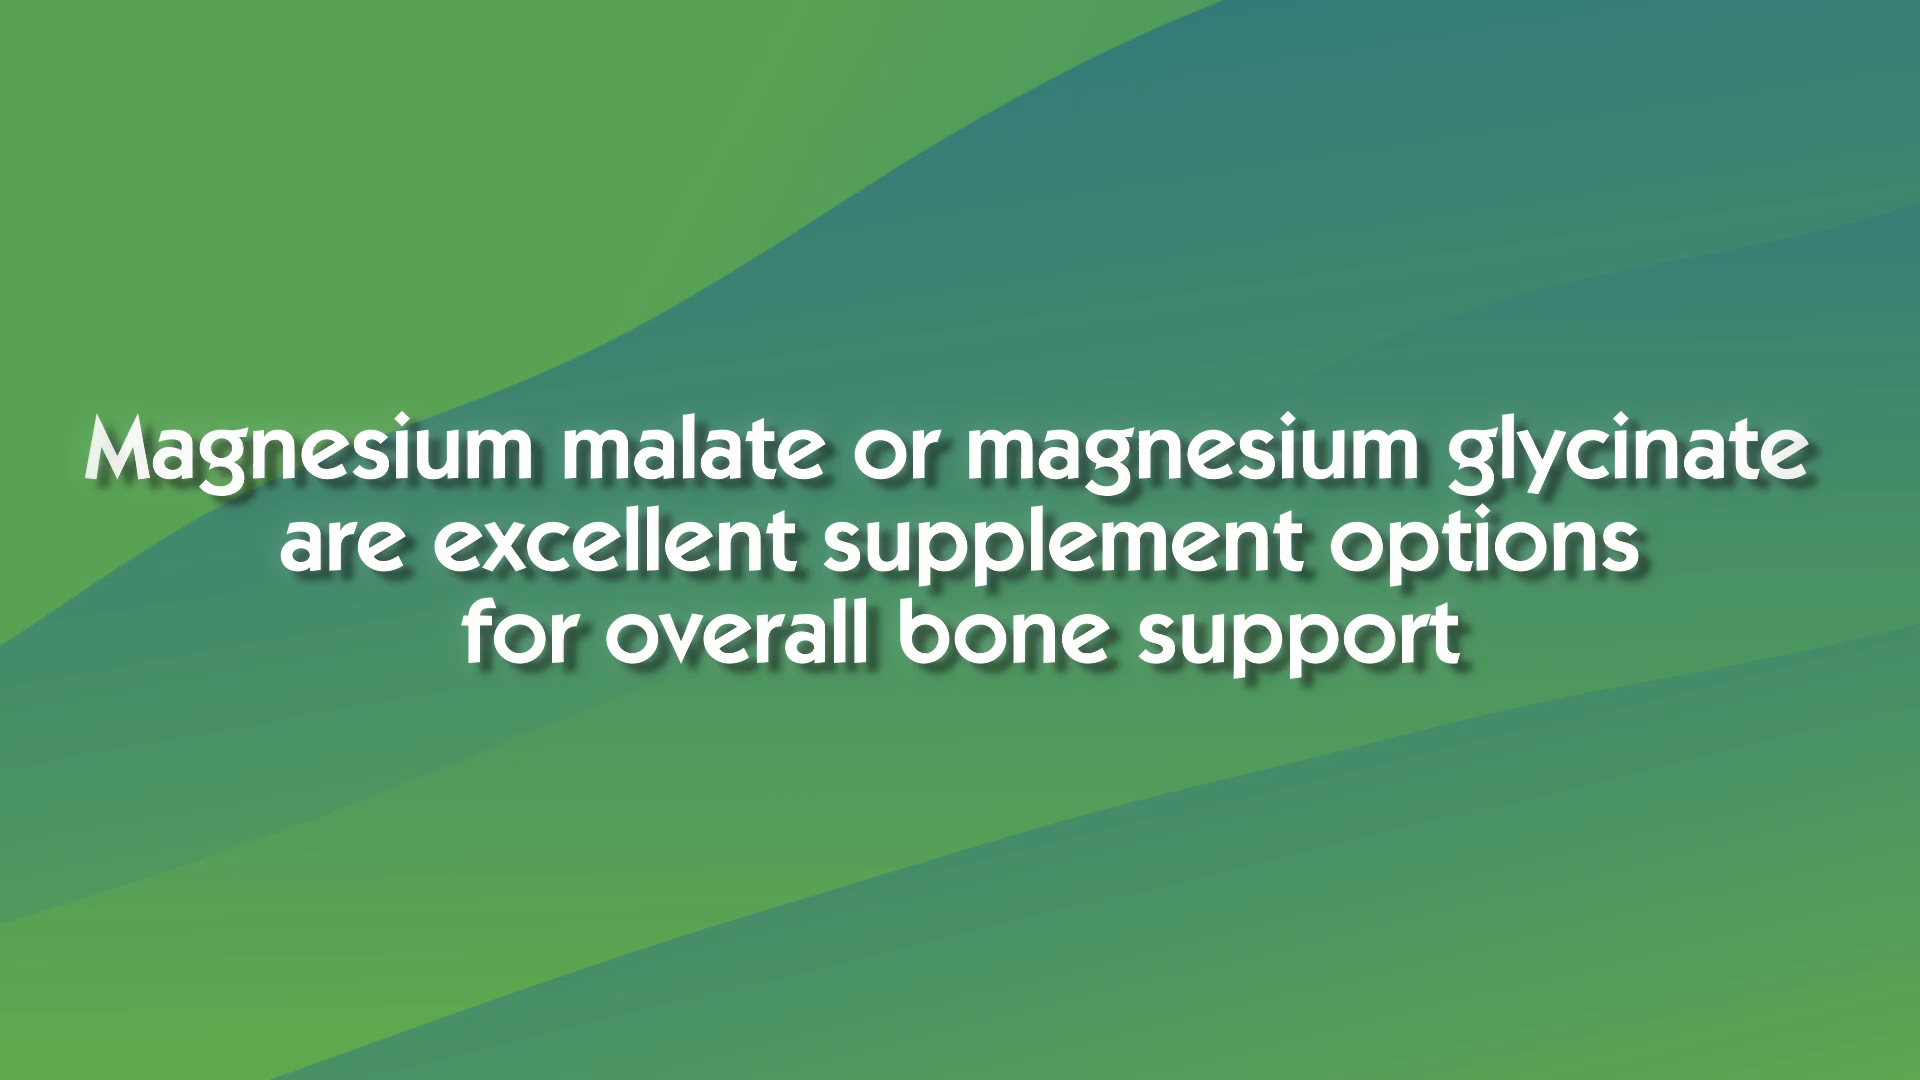 Magnesium malate or magnesium glycinate
are excellent supplement options
for overall bone support